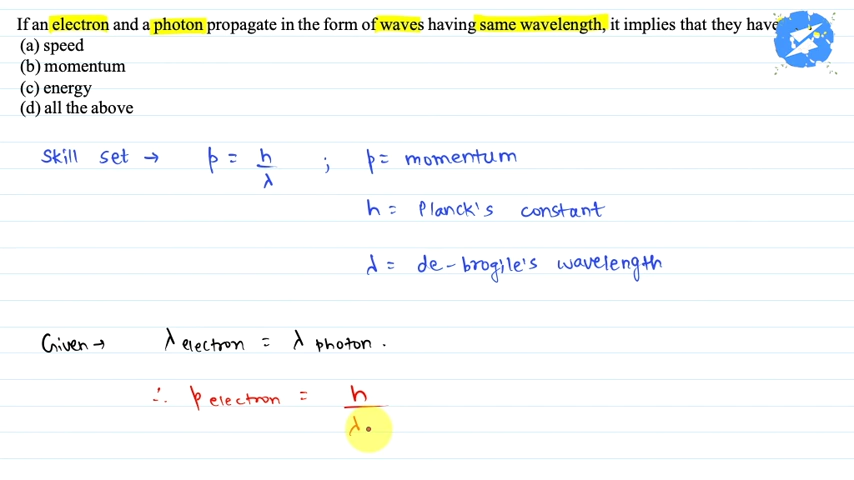 If an electron and a photon propagate in the form of waves having same wavelength, it implies that they have
(a) speed
(b) momentum
(c) energy
(d) all the above
Skill set → p = h/λ ; p = momentum
h = Planck's constant
λ = de-brogile's wavelength
Given → λ electron = λ photon.
∴ p electron = h/λ